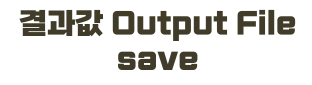 결과값 Output File
save